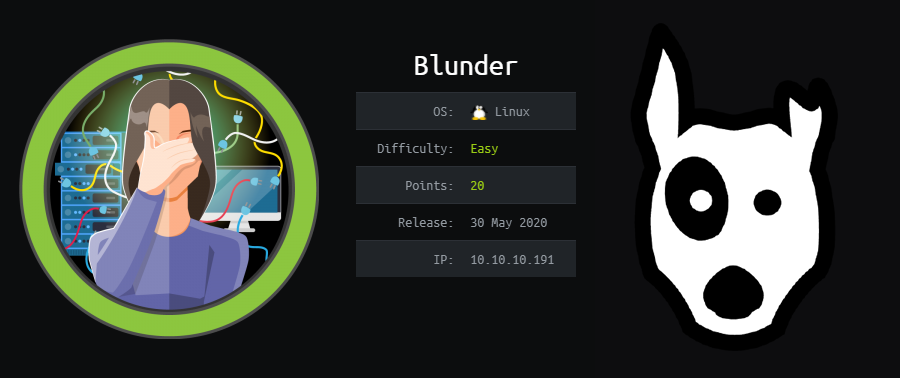 Blunder
OS: Linux
Difficulty: Easy
Points: 20
Release: 30 May 2020
IP: 10.10.10.191